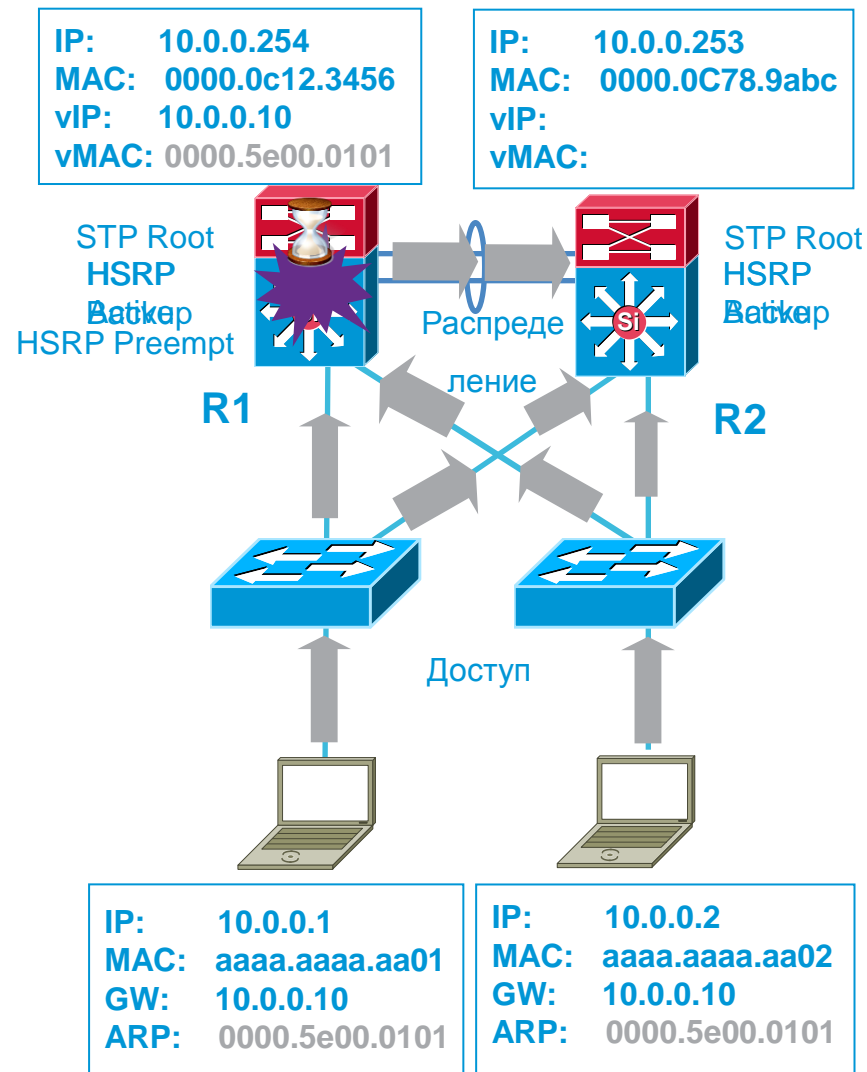 IP: 10.0.0.254
MAC: 0000.0c12.3456
vIP: 10.0.0.10
vMAC: 0000.5e00.0101
IP: 10.0.0.253
MAC: 0000.0C78.9abc
vIP:
vMAC:
STP Root
HSRP
Active
Backup
HSRP Preempt
R1
STP Root
HSRP
Active
Backup
Si
R2
Распреде
ление
Доступ
IP: 10.0.0.1
MAC: aaaa.aaaa.aa01
GW: 10.0.0.10
ARP: 0000.5e00.0101
IP: 10.0.0.2
MAC: aaaa.aaaa.aa02
GW: 10.0.0.10
ARP: 0000.5e00.0101